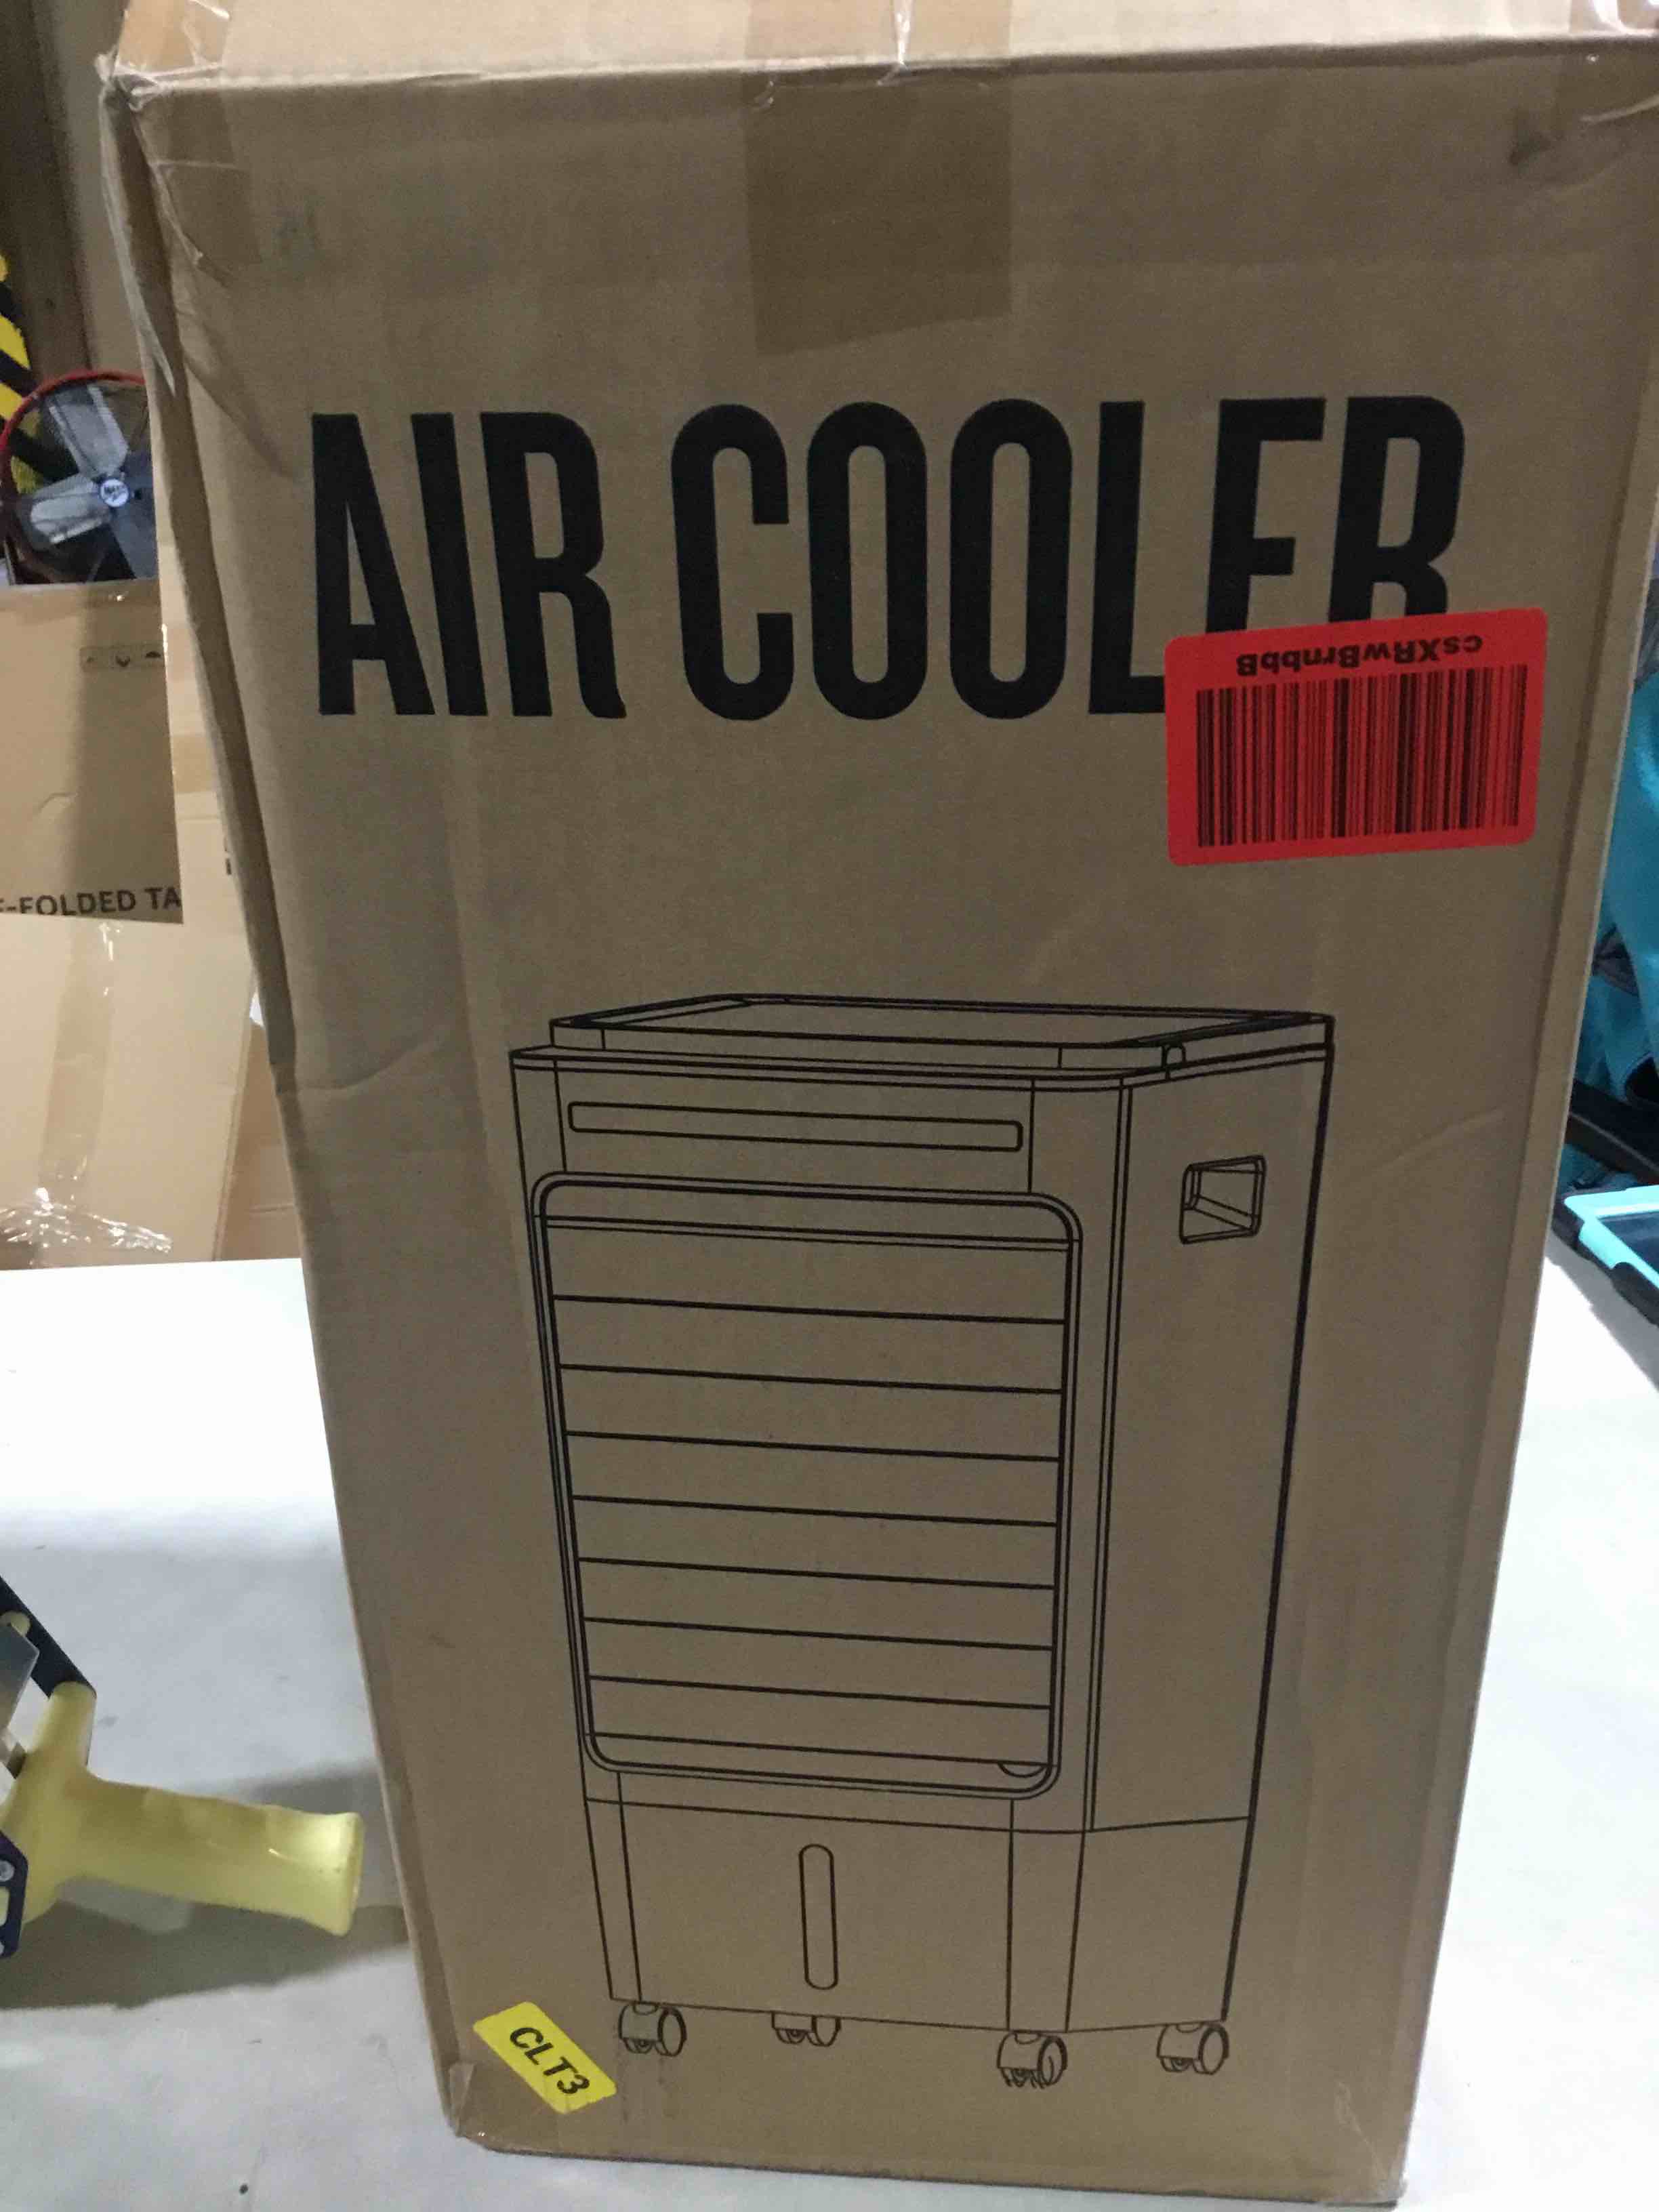 AIR COOLER
csXRwBrnbbB
-FOLDED TA
CLT3